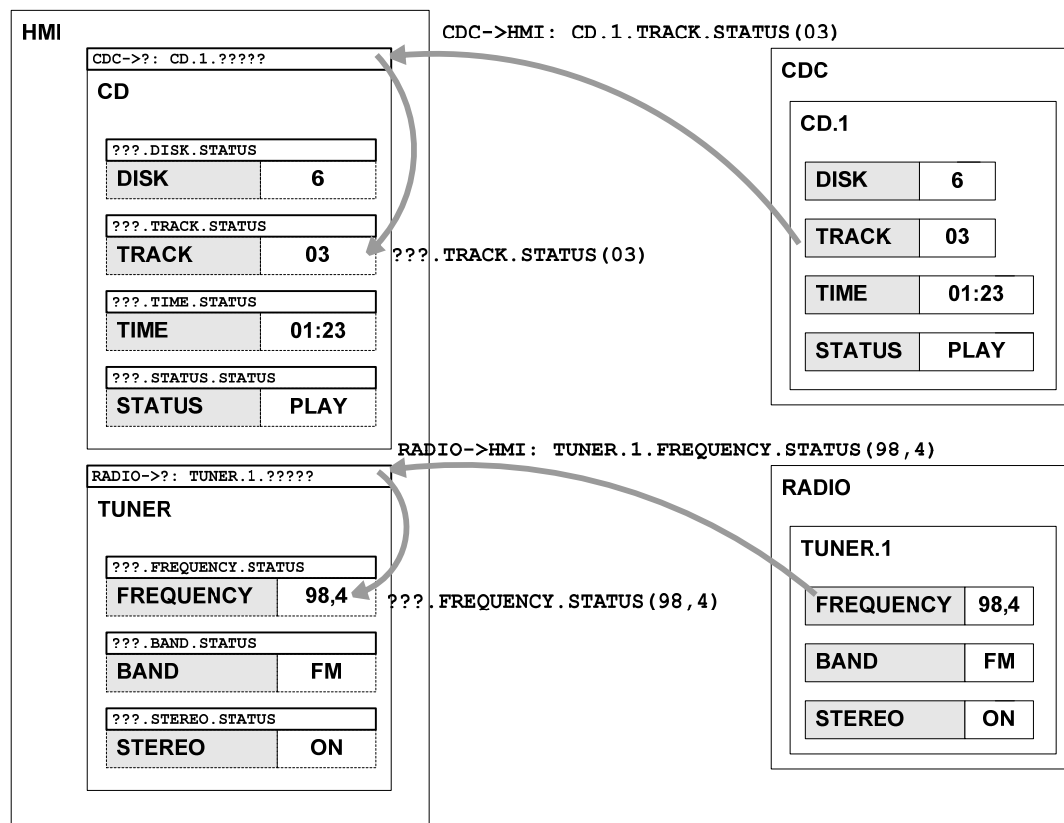 HMI
CDC->HMI: CD.1.TRACK.STATUS(03)
CDC->?: CD.1.?????
CD
???.DISK.STATUS
DISK 6
???.TRACK.STATUS
TRACK 03
???.TRACK.STATUS(03)
???.TIME.STATUS
TIME 01:23
???.STATUS.STATUS
STATUS PLAY
CDC
CD.1
DISK 6
TRACK 03
TIME 01:23
STATUS PLAY
RADIO->HMI: TUNER.1.FREQUENCY.STATUS(98,4)
RADIO->?: TUNER.1.?????
TUNER
???.FREQUENCY.STATUS
FREQUENCY 98,4
???.FREQUENCY.STATUS(98,4)
???.BAND.STATUS
BAND FM
???.STEREO.STATUS
STEREO ON
RADIO
TUNER.1
FREQUENCY 98,4
BAND FM
STEREO ON